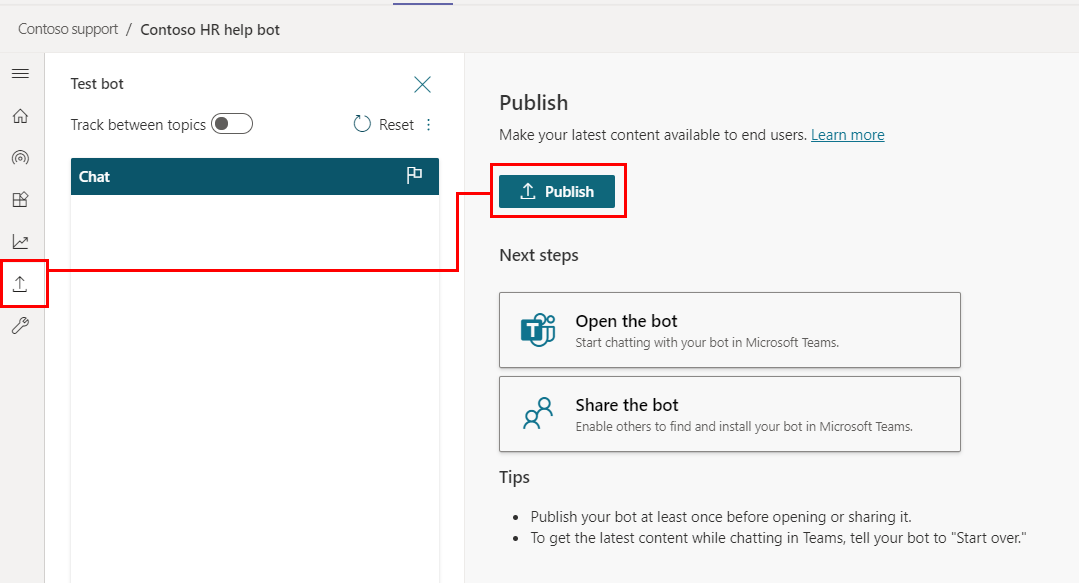 Contoso support / Contoso HR help bot
Test bot
Track between topics
Reset
Chat
Publish
Make your latest content available to end users. Learn more
Publish
Next steps
T
Open the bot
Start chatting with your bot in Microsoft Teams.
Share the bot
Enable others to find and install your bot in Microsoft Teams.
Tips
• Publish your bot at least once before opening or sharing it.
• To get the latest content while chatting in Teams, tell your bot to "Start over."